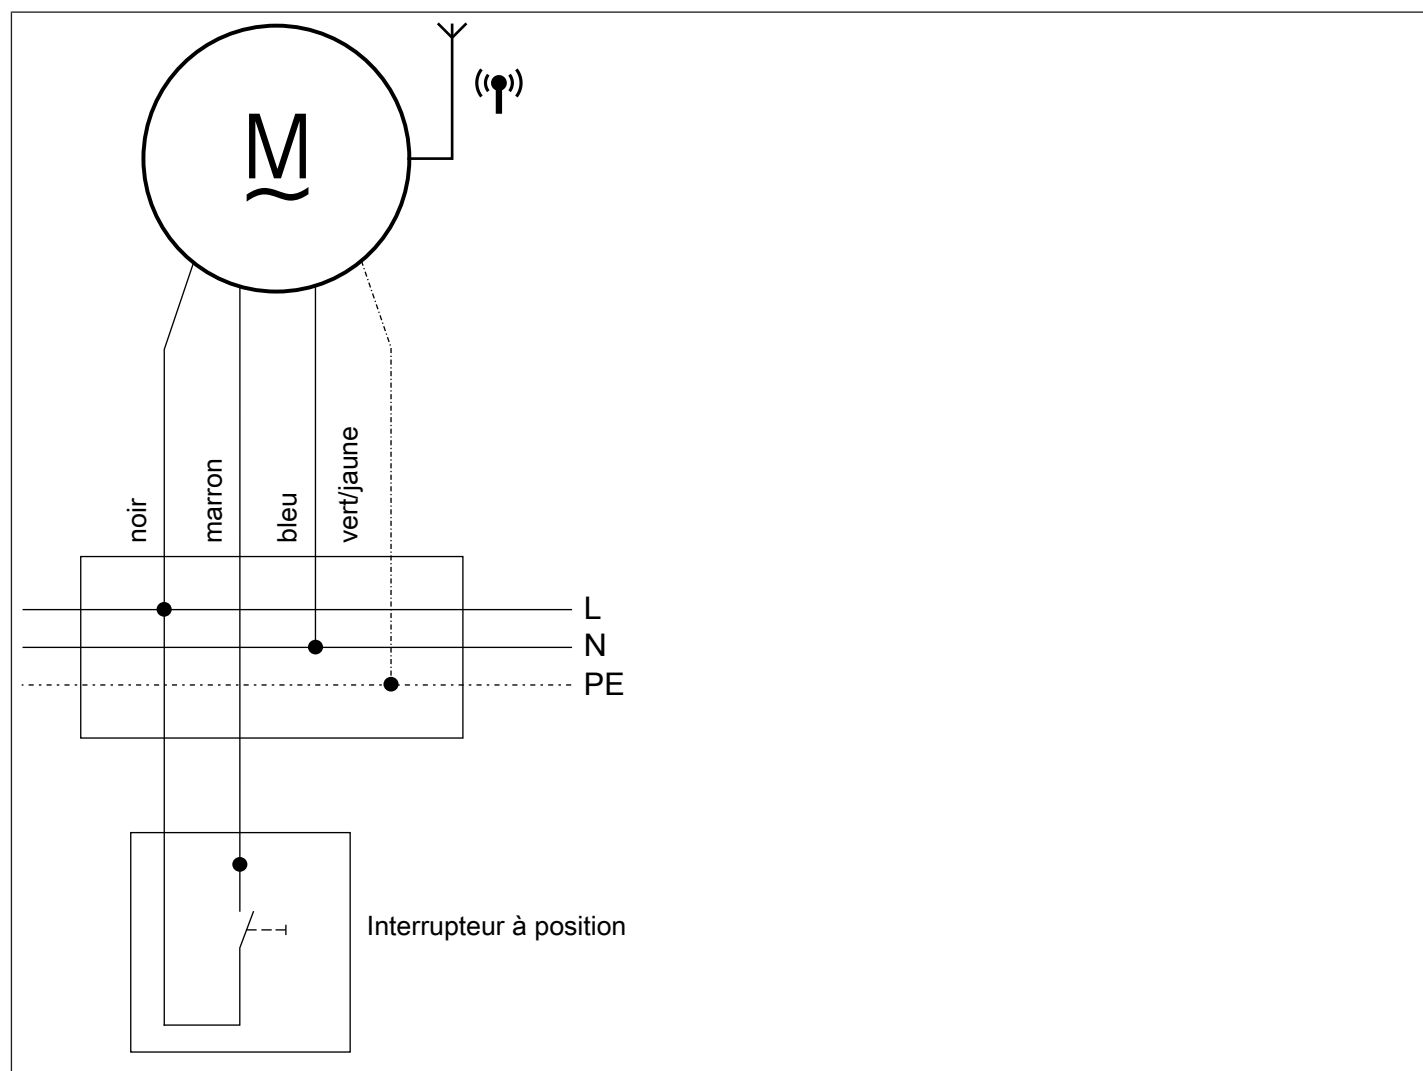 M
noir
marron
bleu
vert/jaune
L
N
PE
Interrupteur à position